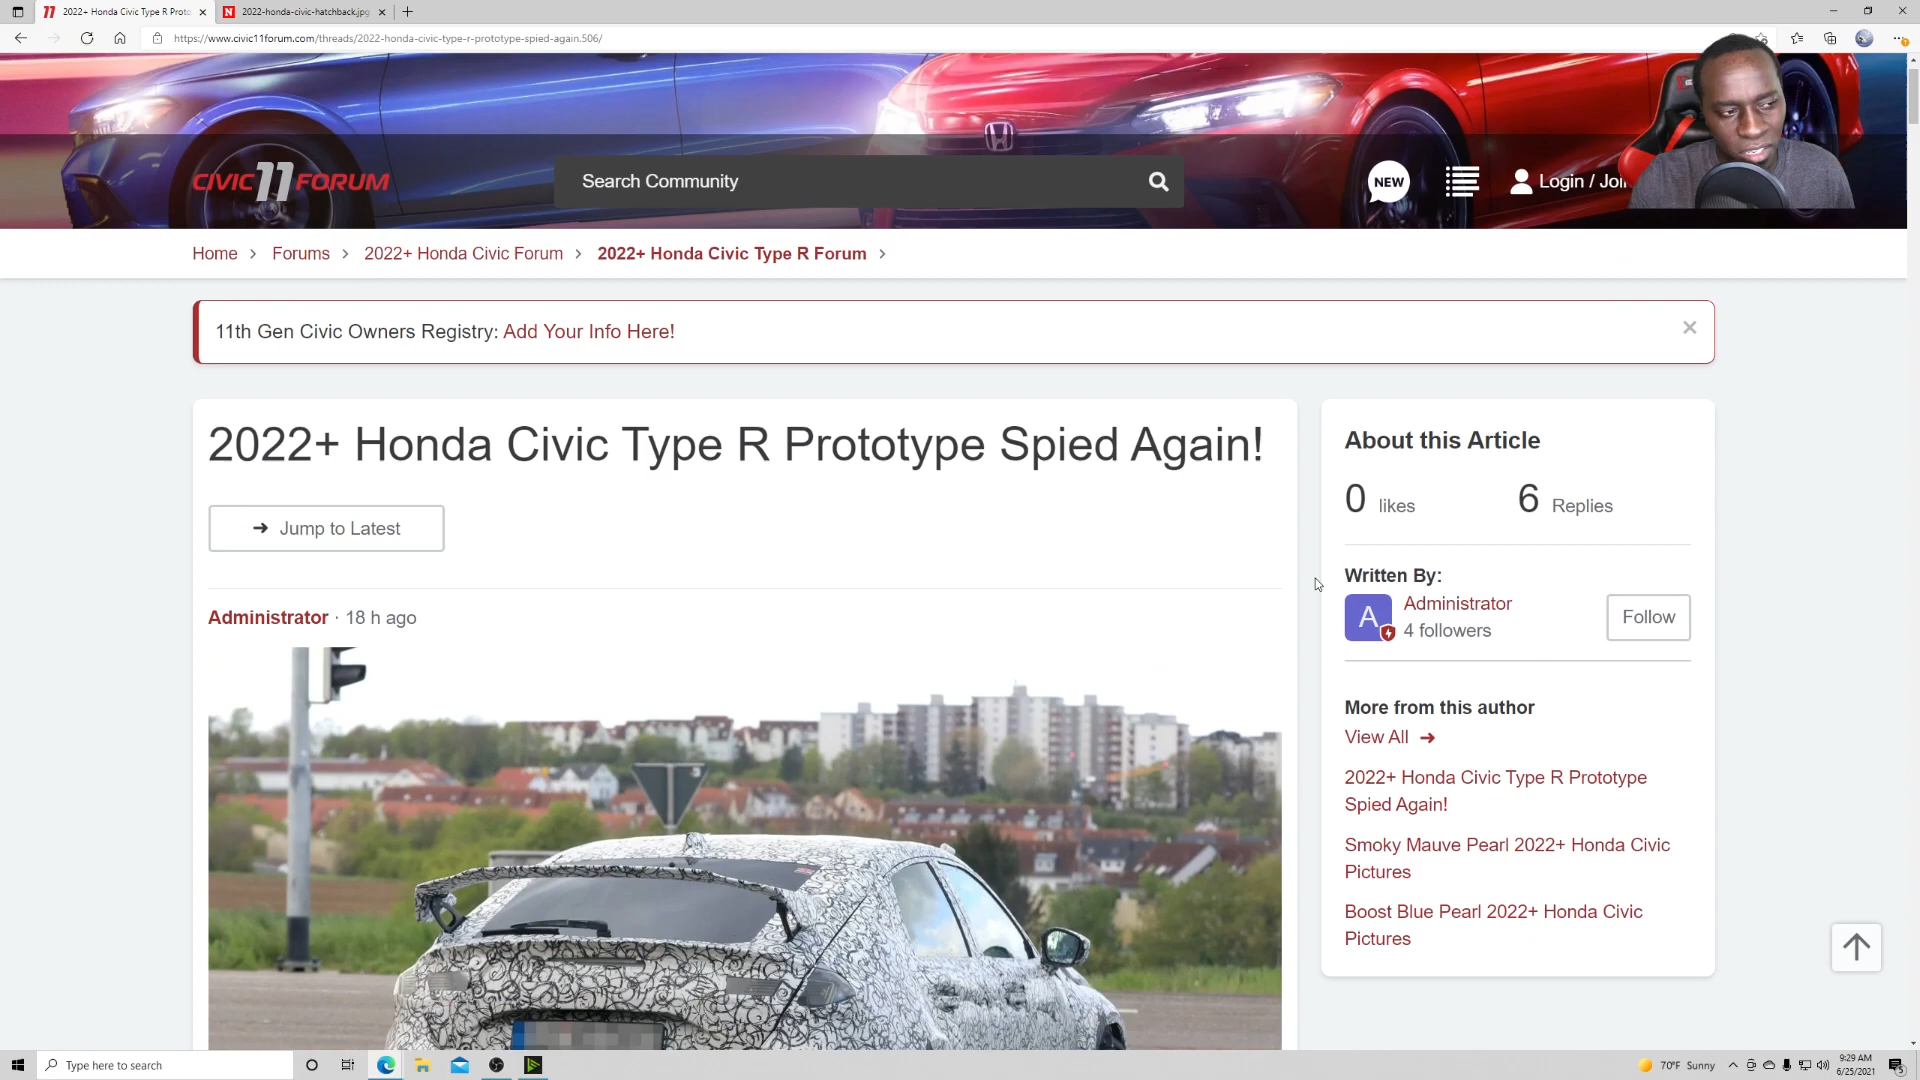 2022+ Honda Civic Type R Proto
2022-honda-civic-hatchback.jpg
https://www.civic11forum.com/threads/2022-honda-civic-type-r-prototype-spied-again.506/
CIVIC 11 FORUM
Search Community
NEW
Login / Joi
Home > Forums > 2022+ Honda Civic Forum > 2022+ Honda Civic Type R Forum >
11th Gen Civic Owners Registry: Add Your Info Here!
2022+ Honda Civic Type R Prototype Spied Again!
Jump to Latest
Administrator · 18 h ago
About this Article
0 likes
6 Replies
Written By:
A
Administrator
4 followers
Follow
More from this author
View All
2022+ Honda Civic Type R Prototype
Spied Again!
Smoky Mauve Pearl 2022+ Honda Civic
Pictures
Boost Blue Pearl 2022+ Honda Civic
Pictures
Type here to search
70°F Sunny
9:29 AM
6/25/2021
5